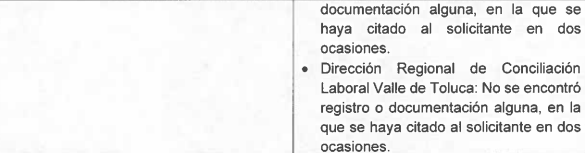 documentación alguna, en la que se
haya citado al solicitante en dos
ocasiones.
• Dirección Regional de Conciliación
Laboral Valle de Toluca: No se encontró
registro o documentación alguna, en la
que se haya citado al solicitante en dos
ocasiones.